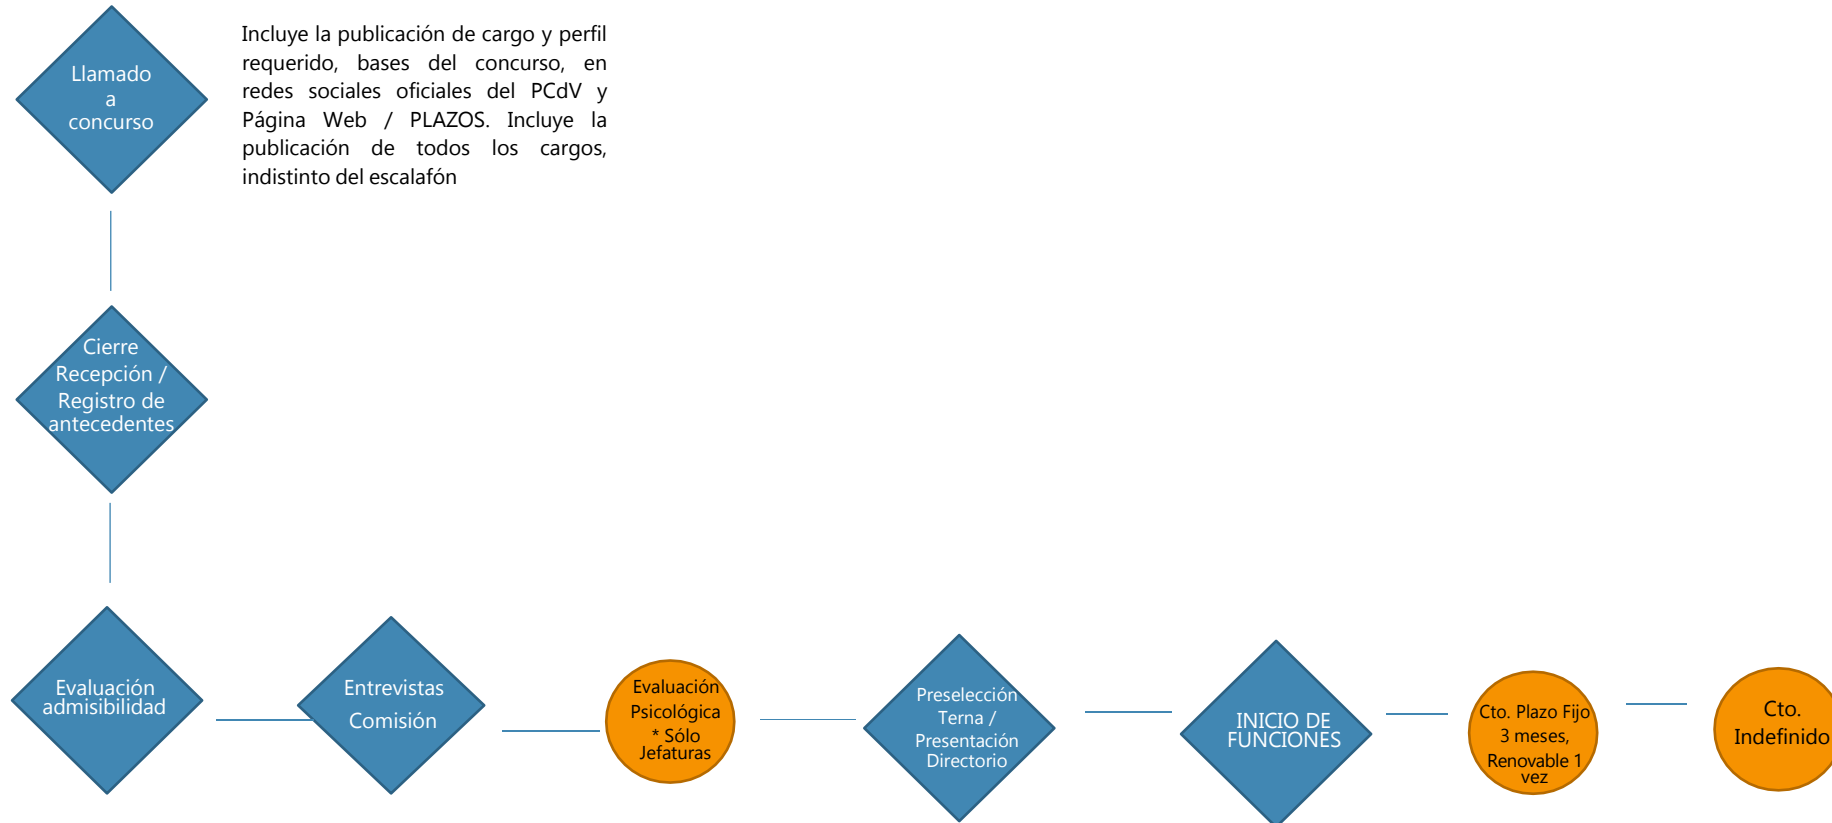 Llamado
a
concurso
Incluye la publicación de cargo y perfil
requerido, bases del concurso, en
redes sociales oficiales del PCdV y
Página Web / PLAZOS. Incluye la
publicación de todos los cargos,
indistinto del escalafón
Cierre
Recepción /
Registro de
antecedentes
Evaluación
admisibilidad
Entrevistas
Comisión
Evaluación
Psicológica
* Sólo
Jefaturas
Preselección
Terna /
Presentación
Directorio
INICIO DE
FUNCIONES
Cto. Plazo Fijo
3 meses,
Renovable 1
vez
Cto.
Indefinido